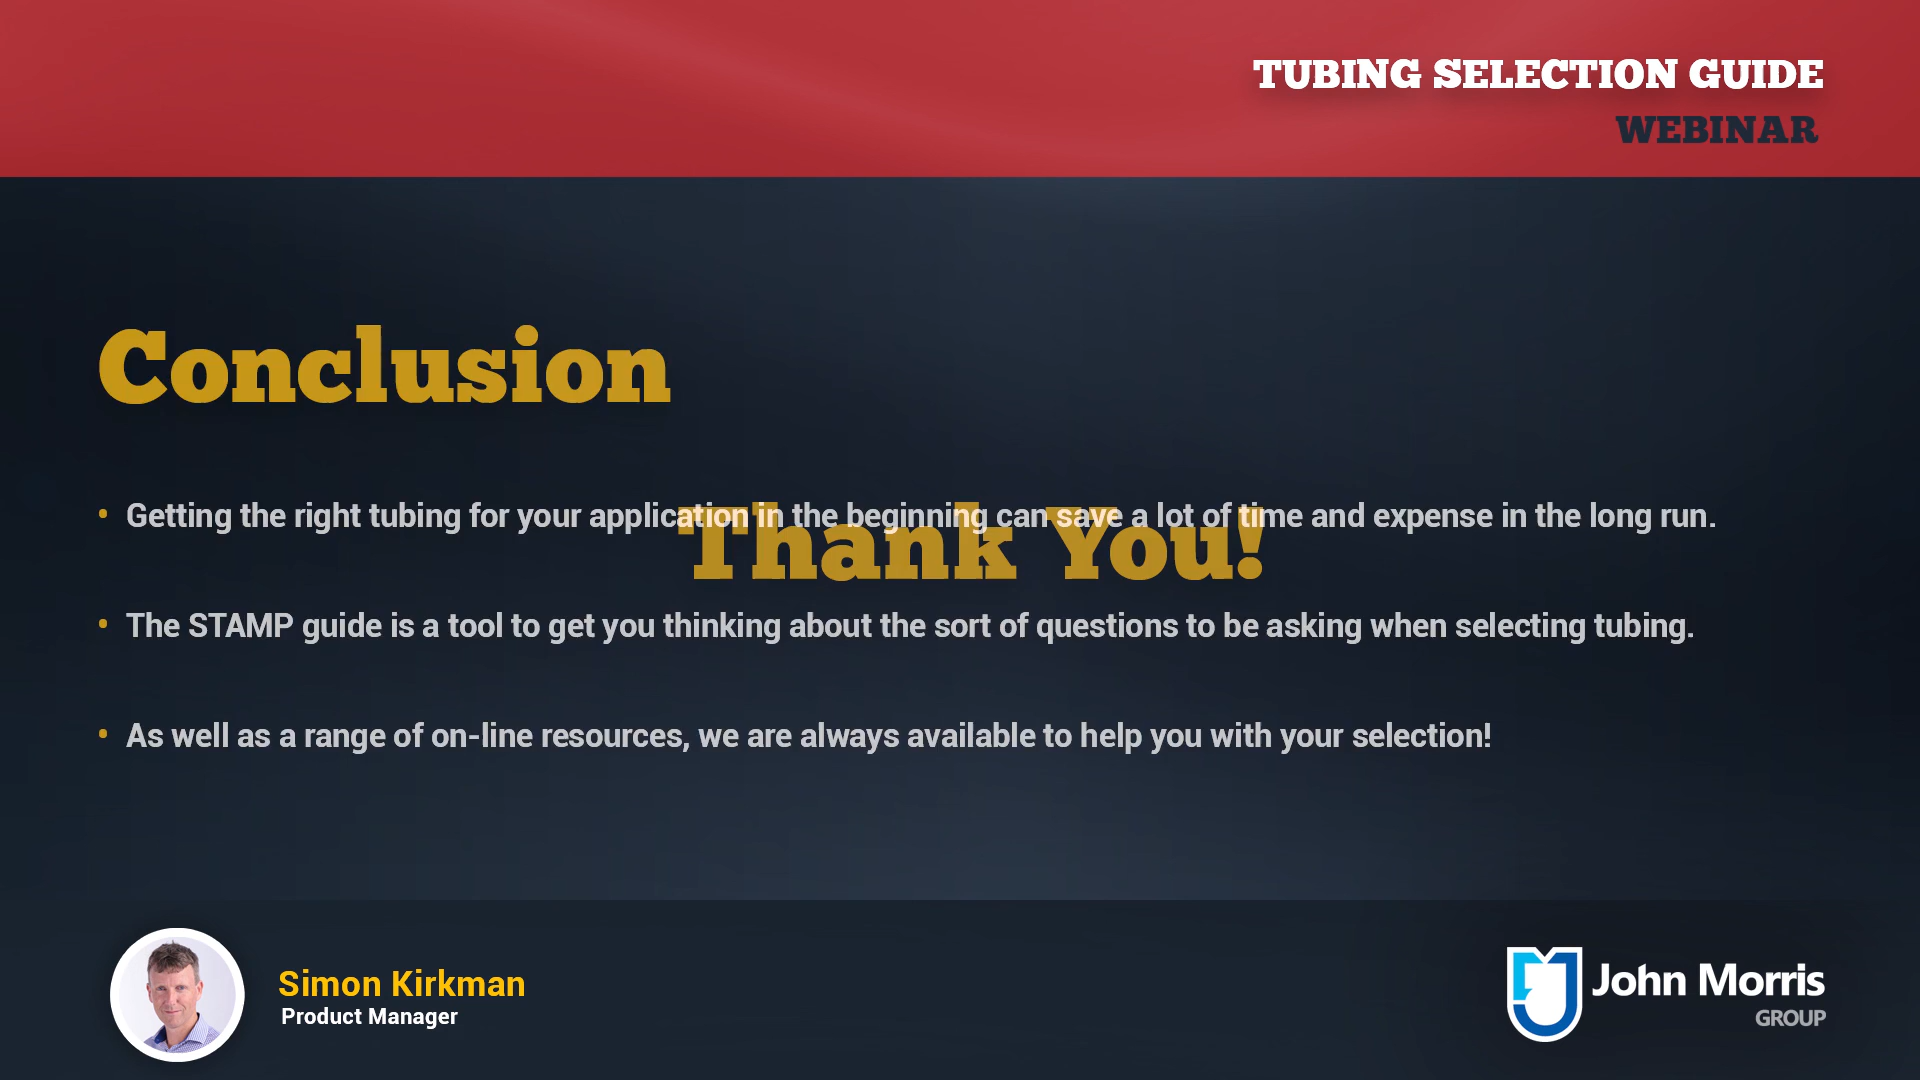 TUBING SELECTION GUIDE
WEBINAR
Conclusion
• Getting the right tubing for your application in the beginning can save a lot of time and expense in the long run.
Thank You!
• The STAMP guide is a tool to get you thinking about the sort of questions to be asking when selecting tubing.
• As well as a range of on-line resources, we are always available to help you with your selection!
Simon Kirkman
Product Manager
John Morris
GROUP